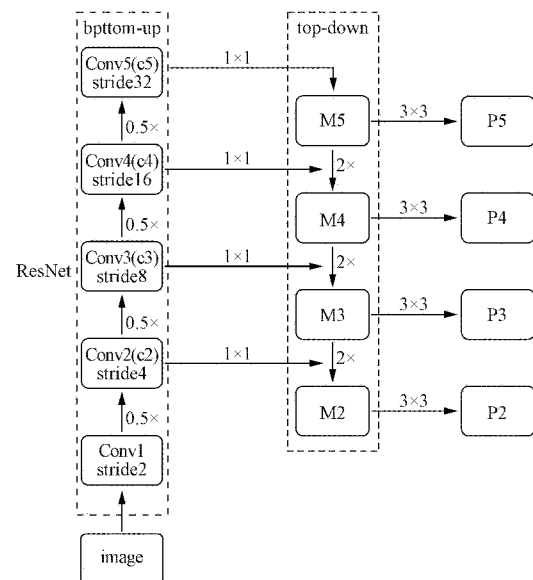 bpttom-up
top-down
Conv5(c5)
stride32
1×1
M5
3×3
P5
0.5×
2×
Conv4(c4)
stride16
1×1
M4
3×3
P4
0.5×
2×
ResNet
Conv3(c3)
stride8
1×1
M3
3×3
P3
0.5×
2×
Conv2(c2)
stride4
1×1
M2
3×3
P2
0.5×
Conv1
stride2
image